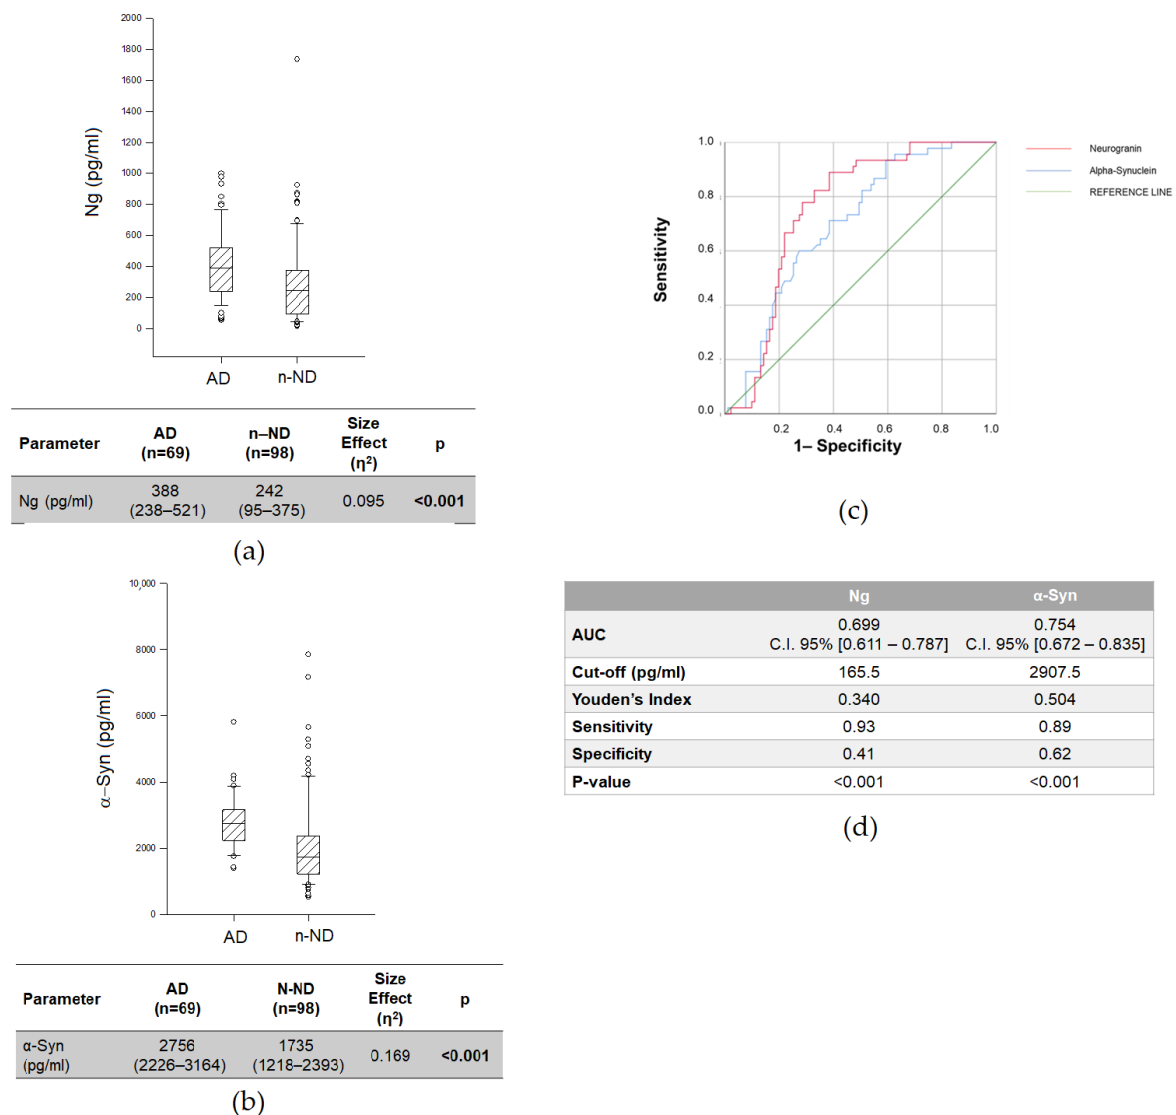 2000
1800
1600
1400
1200
1000
800
600
400
200
0
Ng (pg/ml)
AD n-ND
Parameter AD (n=69) n–ND (n=98) Size Effect (η²) p
Ng (pg/ml) 388 (238–521) 242 (95–375) 0.095 <0.001
(a)
10,000
8000
6000
4000
2000
0
α–Syn (pg/ml)
AD n-ND
Parameter AD (n=69) N-ND (n=98) Size Effect (η²) p
α-Syn (pg/ml) 2756 (2226–3164) 1735 (1218–2393) 0.169 <0.001
(b)
1.0
0.8
0.6
0.4
0.2
0.0
Sensitivity
0.2 0.4 0.6 0.8 1.0
1– Specificity
Neurogranin
Alpha-Synuclein
REFERENCE LINE
(c)
Ng α-Syn
AUC 0.699 C.I. 95% [0.611 – 0.787] 0.754 C.I. 95% [0.672 – 0.835]
Cut-off (pg/ml) 165.5 2907.5
Youden's Index 0.340 0.504
Sensitivity 0.93 0.89
Specificity 0.41 0.62
P-value <0.001 <0.001
(d)